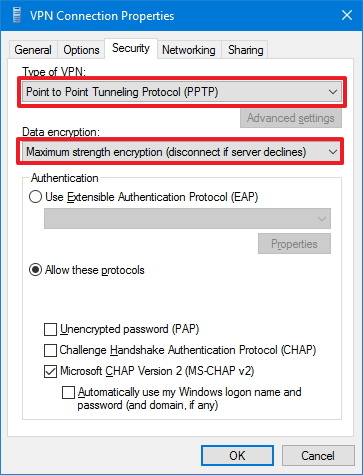 VPN Connection Properties
General Options Security Networking Sharing
Type of VPN:
Point to Point Tunneling Protocol (PPTP)
Advanced settings
Data encryption:
Maximum strength encryption (disconnect if server declines)
Authentication
Use Extensible Authentication Protocol (EAP)
Properties
Allow these protocols
Unencrypted password (PAP)
Challenge Handshake Authentication Protocol (CHAP)
Microsoft CHAP Version 2 (MS-CHAP v2)
Automatically use my Windows logon name and
password (and domain, if any)
OK Cancel